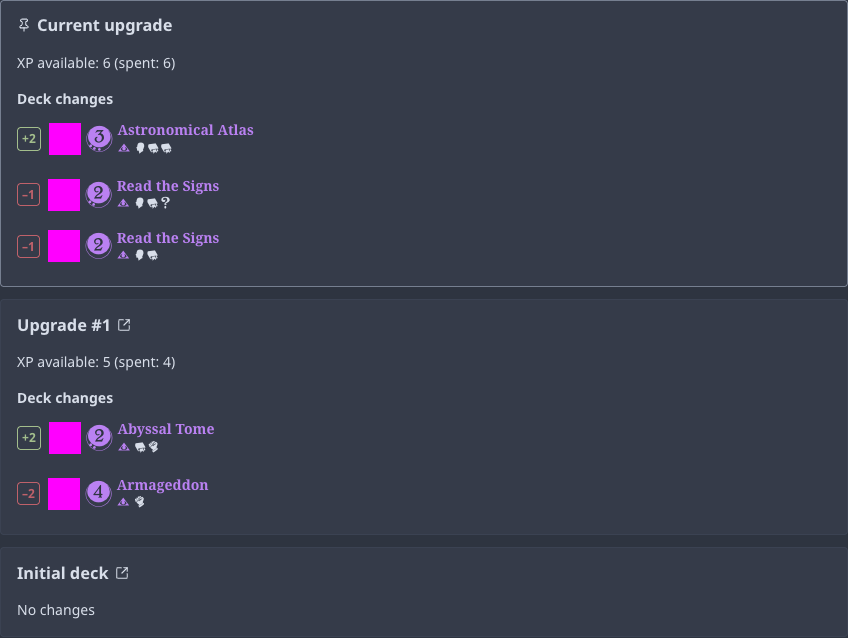 Current upgrade
XP available: 6 (spent: 6)
Deck changes
+2 3 Astronomical Atlas
–1 2 Read the Signs
?
–1 2 Read the Signs
Upgrade #1
XP available: 5 (spent: 4)
Deck changes
+2 2 Abyssal Tome
–2 4 Armageddon
Initial deck
No changes